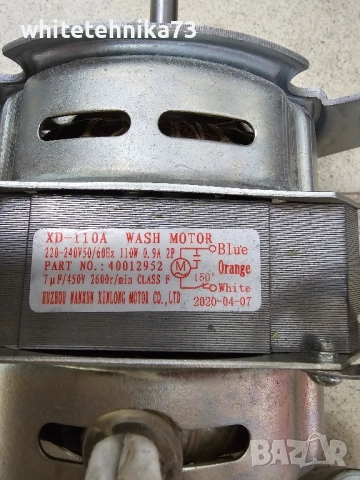 whitetehnika73
XD-110A WASH MOTOR
220-240V50/60Hz 110W 0.9A 2P
PART NO.: 40012952
7μF/450V 2600r/min CLASS F
HUZHOU NANXUN XINLONG MOTOR CO.,LTD
Blue
M
Orange
150°
White
2020-04-07
bazar